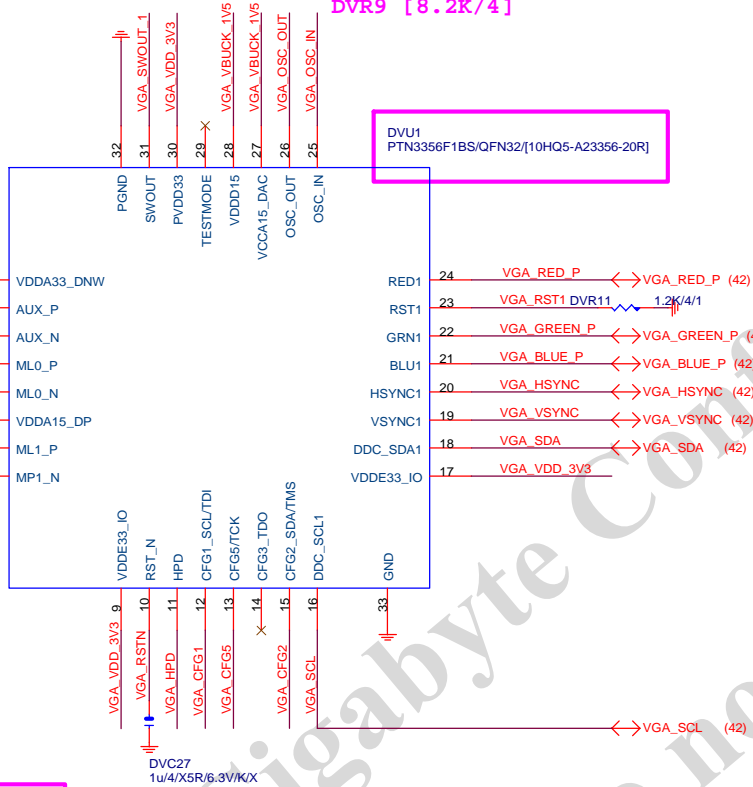 DVR9 [8.2K/4]
VGA_SWOUT_1
VGA_VDD_3V3
VGA_VBUCK_1V5
VGA_VBUCK_1V5
VGA_OSC_OUT
VGA_OSC_IN
32
31
30
29
28
27
26
25
DVU1
PTN3356F1BS/QFN32/[10HQ5-A23356-20R]
PGND
SWOUT
PVDD33
TESTMODE
VDDD15
VCCA15_DAC
OSC_OUT
OSC_IN
VDDA33_DNW
AUX_P
AUX_N
ML0_P
ML0_N
VDDA15_DP
ML1_P
MP1_N
RED1 24 VGA_RED_P VGA_RED_P (42)
RST1 23 VGA_RST1 DVR11 1.2K/4/1
GRN1 22 VGA_GREEN_P VGA_GREEN_P (4
BLU1 21 VGA_BLUE_P VGA_BLUE_P (42
HSYNC1 20 VGA_HSYNC VGA_HSYNC (42)
VSYNC1 19 VGA_VSYNC VGA_VSYNC (42)
DDC_SDA1 18 VGA_SDA VGA_SDA (42)
VDDE33_IO 17 VGA_VDD_3V3
VDDE33_IO
RST_N
HPD
CFG1_SCL/TDI
CFG5/TCK
CFG3_TDO
CFG2_SDA/TMS
DDC_SCL1
GND
9
10
11
12
13
14
15
16
33
VGA_VDD_3V3
VGA_RSTN
VGA_HPD
VGA_CFG1
VGA_CFG5
VGA_CFG2
VGA_SCL
VGA_SCL (42)
DVC27
1u/4/X5R/6.3V/K/X
Gigabyte Conf
no